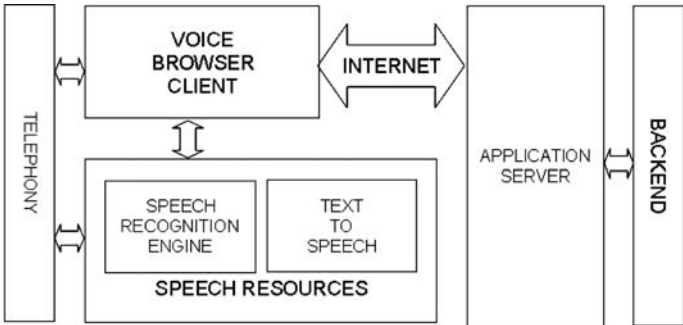 TELEPHONY
VOICE
BROWSER
CLIENT
INTERNET
SPEECH
RECOGNITION
ENGINE
TEXT
TO
SPEECH
SPEECH RESOURCES
APPLICATION
SERVER
BACKEND